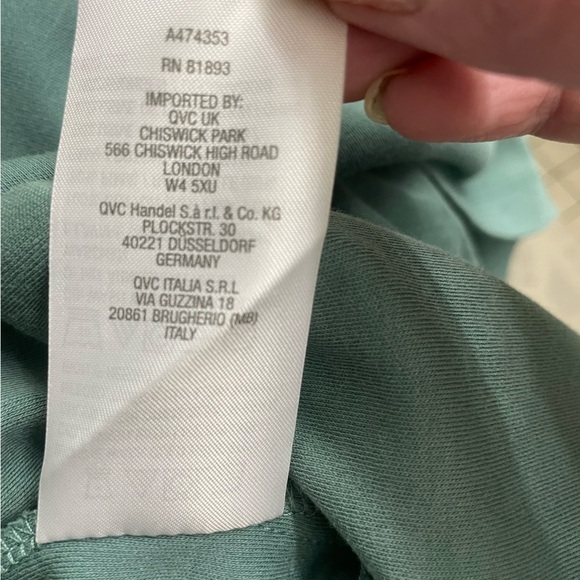 A474353
RN 81893
IMPORTED BY:
QVC UK
CHISWICK PARK
566 CHISWICK HIGH ROAD
LONDON
W4 5XU
QVC Handel S.à r.l. & Co. KG
PLOCKSTR. 30
40221 DÜSSELDORF
GERMANY
QVC ITALIA S.R.L
VIA GUZZINA 18
20861 BRUGHERIO (MB)
ITALY